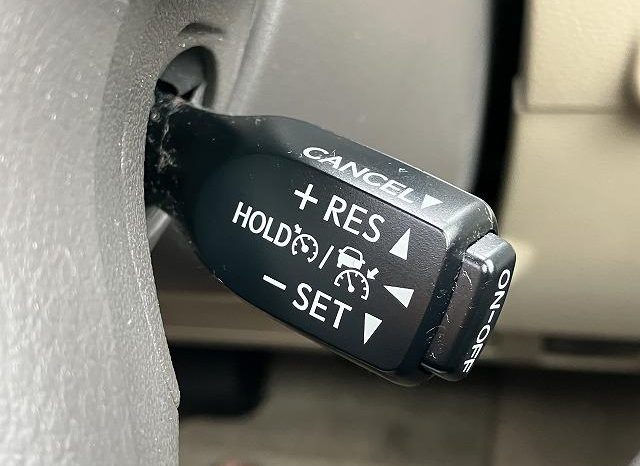 CANCEL
+ RES
HOLD /
- SET
ON-OFF